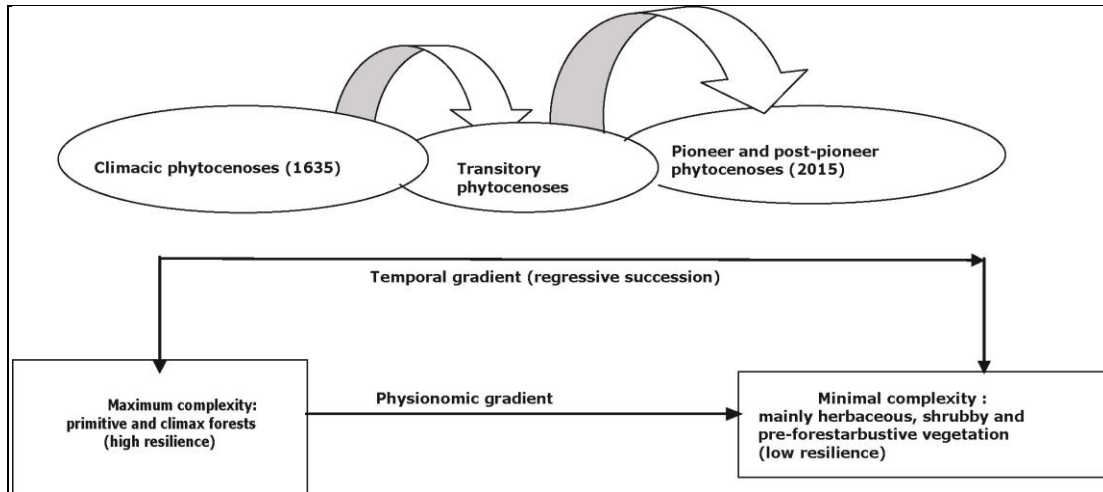 Climacic phytocenoses (1635)
Transitory
phytocenoses
Pioneer and post-pioneer
phytocenoses (2015)
Temporal gradient (regressive succession)
Maximum complexity:
primitive and climax forests
(high resilience)
Physionomic gradient
Minimal complexity :
mainly herbaceous, shrubby and
pre-forestarbustive vegetation
(low resilience)